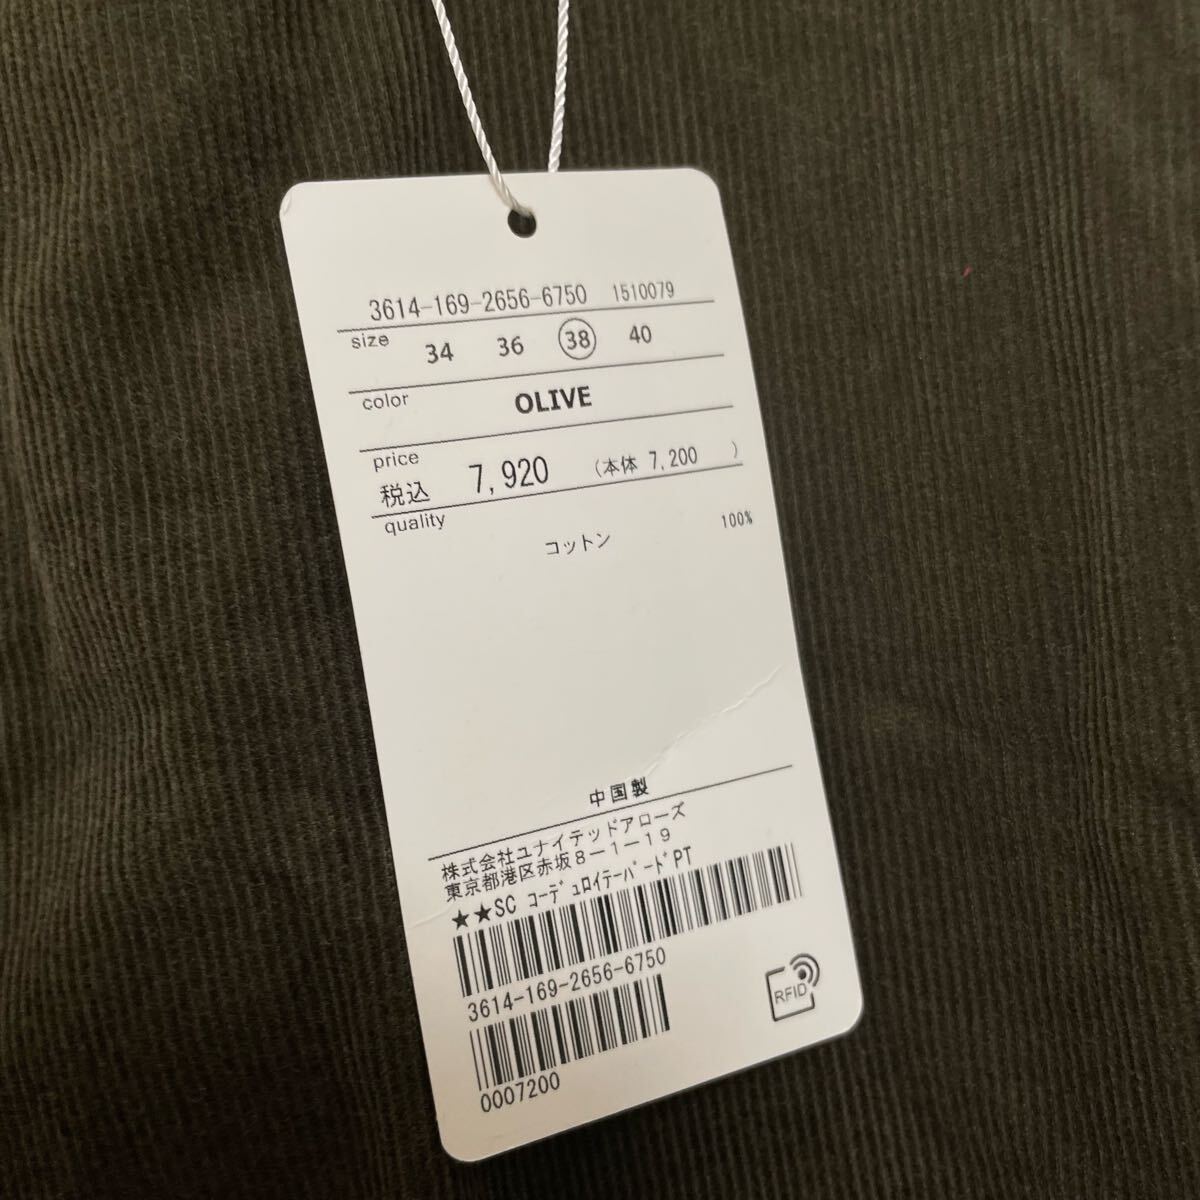 3614-169-2656-6750 1510079
size 34 36 38 40
color OLIVE
price
税込 7,920 (本体 7,200 )
quality
コットン 100%
中国製
株式会社ユナイテッドアローズ
東京都港区赤坂8-1-19
★★SC ｺｰﾃﾞｭﾛｲﾃｰﾊﾟｰﾄﾞPT
3614-169-2656-6750
0007200
RFID